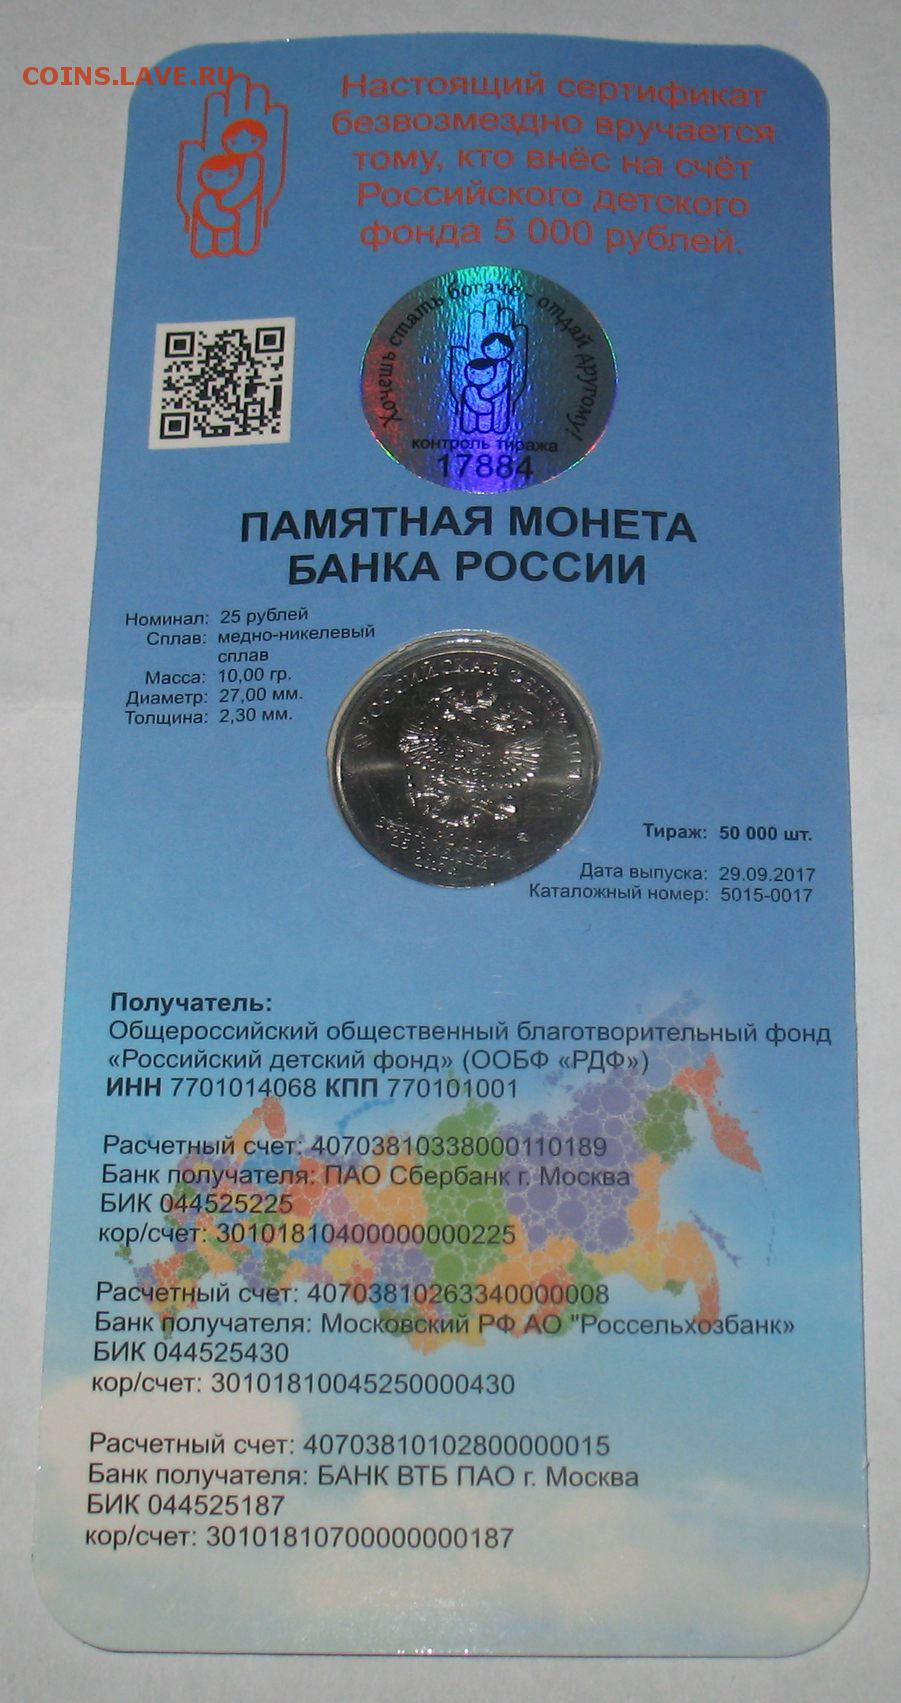 COINS.LAVE.RU
Настоящий сертификат
безвозмездно вручается
тому, кто внёс на счёт
Российского детского
фонда 5 000 рублей.
Хочешь стать богаче - отдай другому!
контроль тиража
17884
ПАМЯТНАЯ МОНЕТА
БАНКА РОССИИ
Номинал: 25 рублей
Сплав: медно-никелевый
сплав
Масса: 10,00 гр.
Диаметр: 27,00 мм.
Толщина: 2,30 мм.
РОССИЙСКАЯ ФЕДЕРАЦИЯ
Тираж: 50 000 шт.
Дата выпуска: 29.09.2017
Каталожный номер: 5015-0017
Получатель:
Общероссийский общественный благотворительный фонд
«Российский детский фонд» (ООБФ «РДФ»)
ИНН 7701014068 КПП 770101001
Расчетный счет: 40703810338000110189
Банк получателя: ПАО Сбербанк г. Москва
БИК 044525225
кор/счет: 30101810400000000225
Расчетный счет: 40703810263340000008
Банк получателя: Московский РФ АО "Россельхозбанк»
БИК 044525430
кор/счет: 30101810045250000430
Расчетный счет: 40703810102800000015
Банк получателя: БАНК ВТБ ПАО г. Москва
БИК 044525187
кор/счет: 30101810700000000187